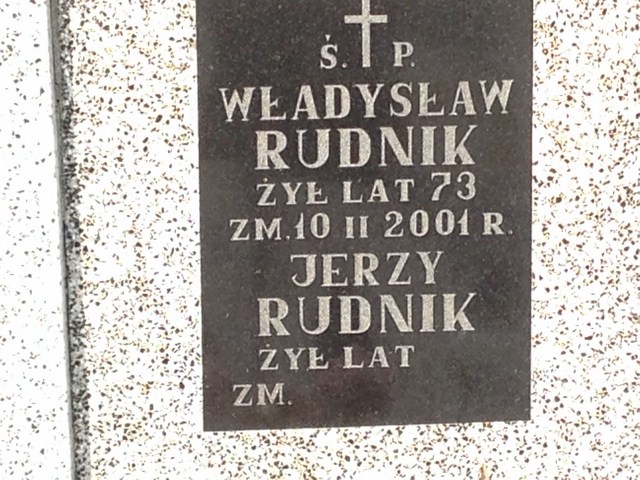 Ś. P.
WŁADYSŁAW
RUDNIK
ŻYŁ LAT 73
ZM. 10 II 2001 R.
JERZY
RUDNIK
ŻYŁ LAT
ZM.